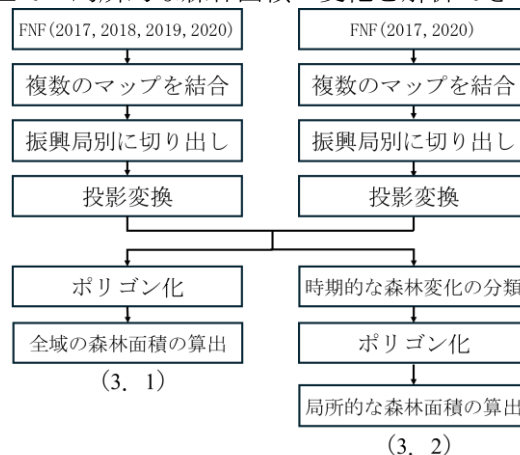 FNF(2017, 2018, 2019, 2020)
複数のマップを結合
振興局別に切り出し
投影変換
FNF(2017, 2020)
複数のマップを結合
振興局別に切り出し
投影変換
ポリゴン化
全域の森林面積の算出
(3. 1)
時期的な森林変化の分類
ポリゴン化
局所的な森林面積の算出
(3. 2)